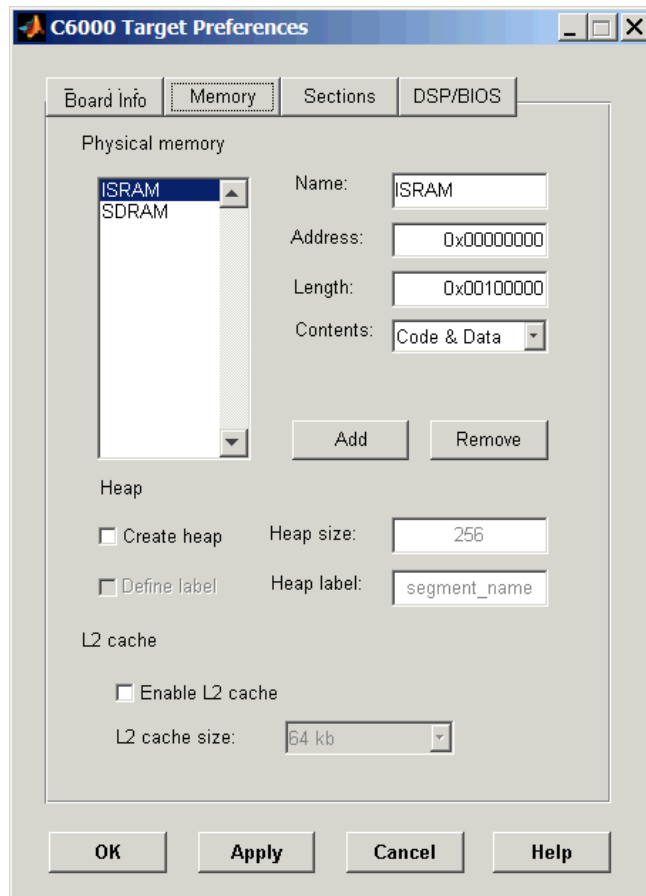 C6000 Target Preferences
Board Info Memory Sections DSP/BIOS
Physical memory
ISRAM
SDRAM
Name: ISRAM
Address: 0x00000000
Length: 0x00100000
Contents: Code & Data
Add Remove
Heap
Create heap Heap size: 256
Define label Heap label: segment_name
L2 cache
Enable L2 cache
L2 cache size: 64 kb
OK Apply Cancel Help